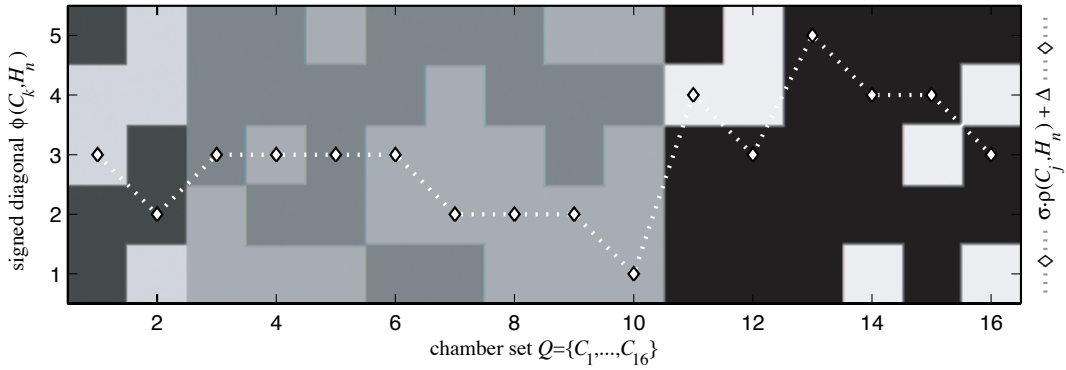 signed diagonal ϕ(C_k,H_n)
5
4
3
2
1
2 4 6 8 10 12 14 16
chamber set Q={C_1,...,C_16}
σ·ρ(C_j,H_n) + Δ